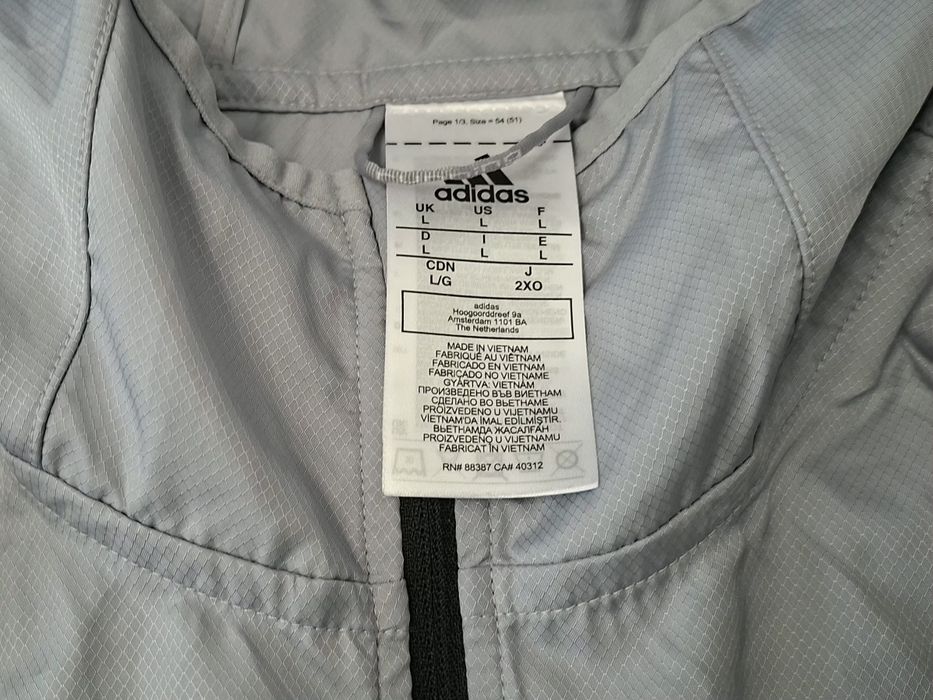 Page 1/3, Size = 54 (51)
adidas
UK US F
L L L
D I E
L L L
CDN J
L/G 2XO
adidas
Hoogoorddreef 9a
Amsterdam 1101 BA
The Netherlands
MADE IN VIETNAM
FABRIQUÉ AU VIÊTNAM
FABRICADO EN VIETNAM
FABRICADO NO VIETNAME
GYÁRTVA: VIETNÁM
ПРОИЗВЕДЕНО ВЪВ ВИЕТНАМ
СДЕЛАНО ВО ВЬЕТНАМЕ
PROIZVEDENO U VIJETNAMU
VIETNAM'DA İMAL EDİLMİŞTİR.
ВЬЕТНАМДА ЖАСАЛҒАН
PROIZVEDENO U VIJETNAMU
FABRICAT ÎN VIETNAM
RN# 88387 CA# 40312